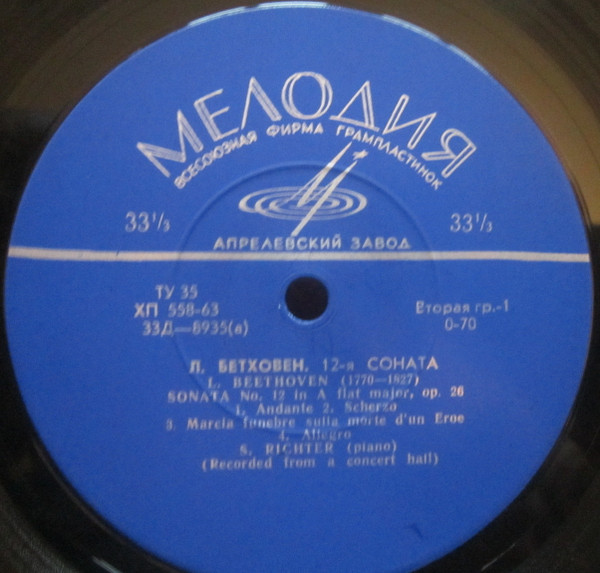 МЕЛОДИЯ
ВСЕСОЮЗНАЯ ФИРМА ГРАМПЛАСТИНОК
33⅓ 33⅓
АПРЕЛЕВСКИЙ ЗАВОД
ТУ 35
ХП 558-63 Вторая гр.-1
33Д—8935(а) 0-70
Л. БЕТХОВЕН. 12-я СОНАТА
L. BEETHOVEN (1770—1827)
SONATA No. 12 in A flat major, op. 26
1. Andante 2. Scherzo
3. Marcia funebre sulla morte d'un Eroe
4. Allegro
S. RICHTER (piano)
(Recorded from a concert hall)